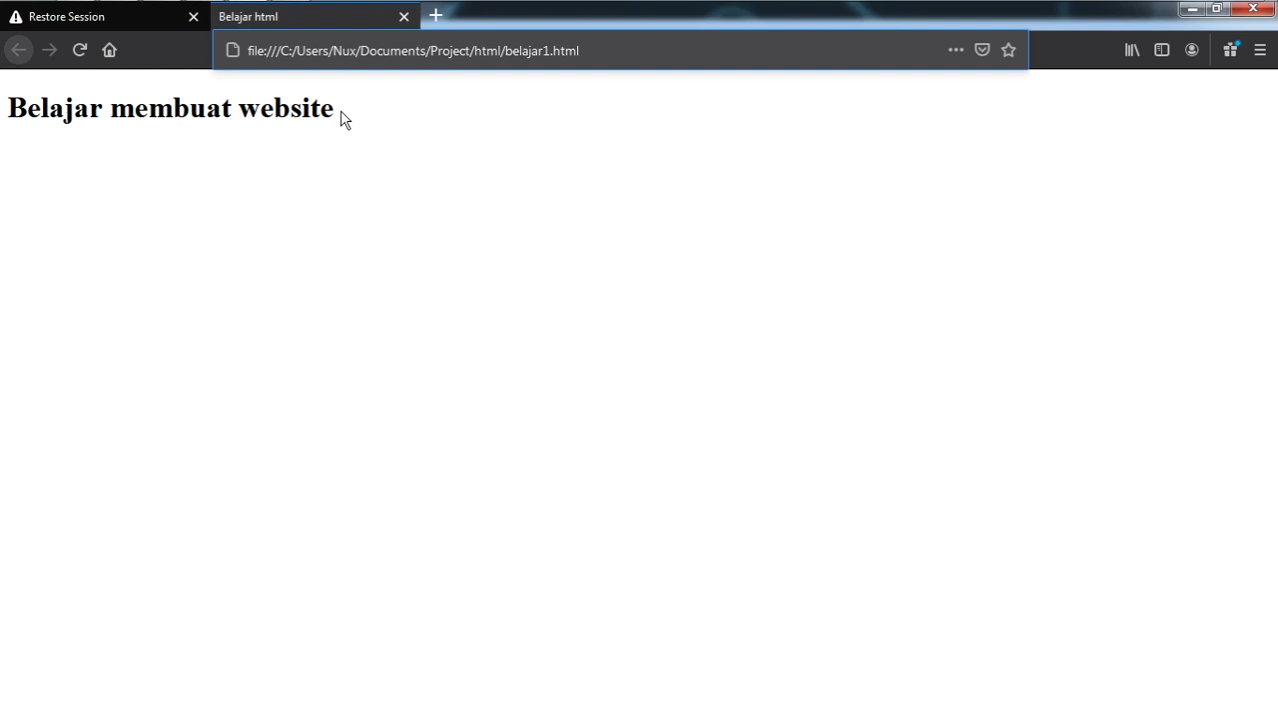 Restore Session
Belajar html
file:///C:/Users/Nux/Documents/Project/html/belajar1.html
Belajar membuat website